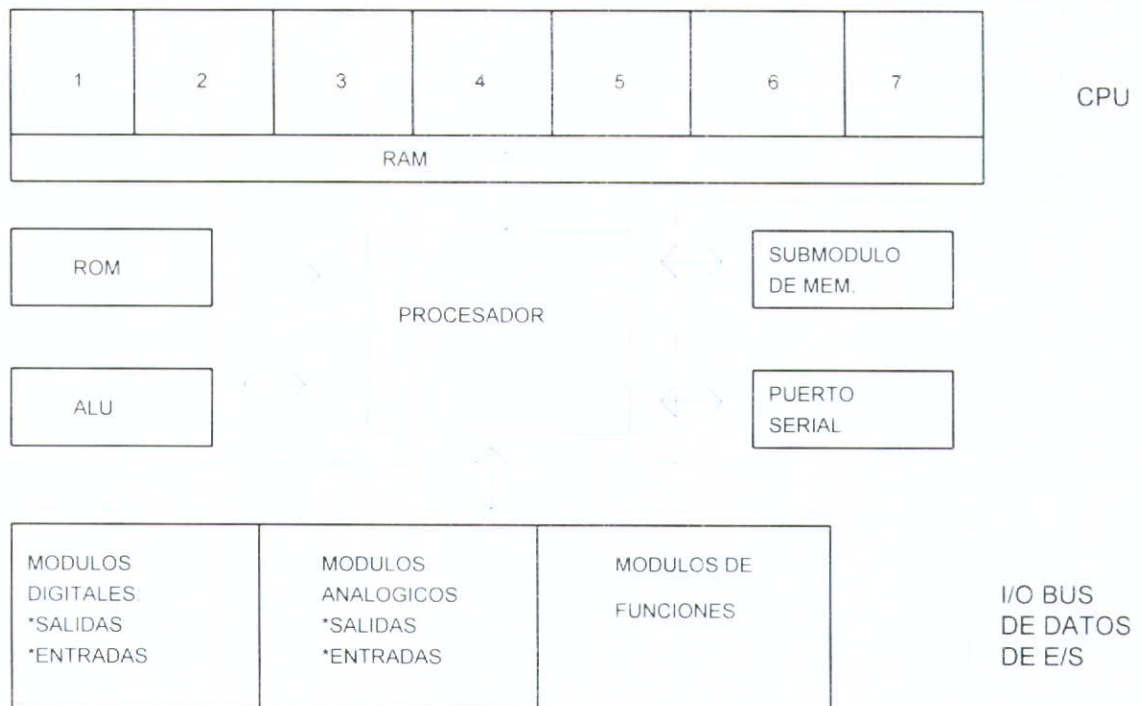 1 2 3 4 5 6 7
CPU
RAM
ROM
SUBMODULO
DE MEM.
PROCESADOR
ALU
PUERTO
SERIAL
MODULOS
DIGITALES:
*SALIDAS
*ENTRADAS
MODULOS
ANALOGICOS
*SALIDAS
*ENTRADAS
MODULOS DE
FUNCIONES
I/O BUS
DE DATOS
DE E/S